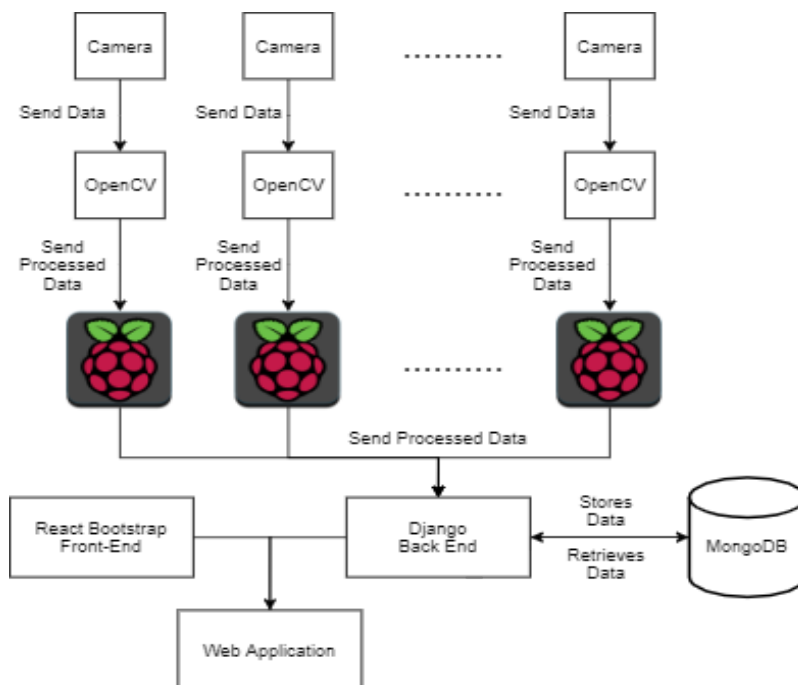 Camera
Camera
Camera
Send Data
Send Data
Send Data
OpenCV
OpenCV
OpenCV
Send
Processed
Data
Send
Processed
Data
Send
Processed
Data
Send Processed Data
React Bootstrap
Front-End
Django
Back End
Stores
Data
Retrieves
Data
MongoDB
Web Application